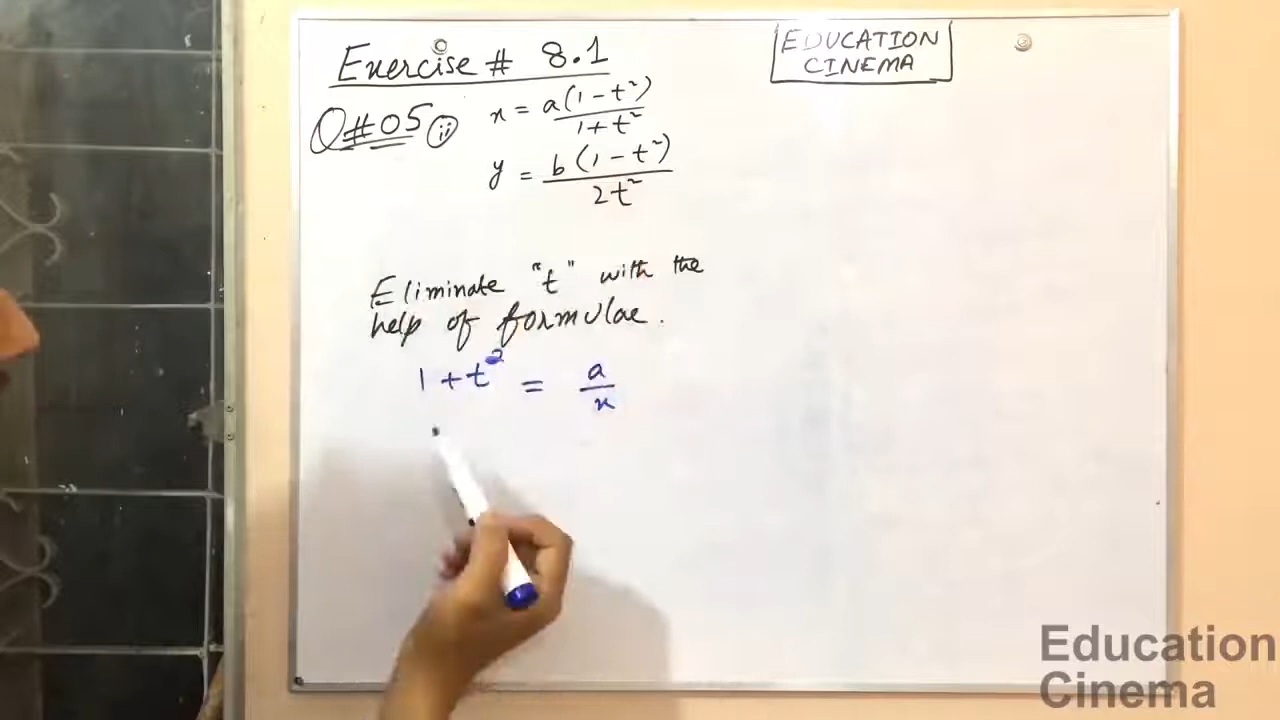 Exercise # 8.1
EDUCATION
CINEMA
Q#05 ii
x = a(1-t²)/1+t²
y = b(1-t²)/2t²
Eliminate "t" with the
help of formulae.
1+t² = a/x
Education
Cinema